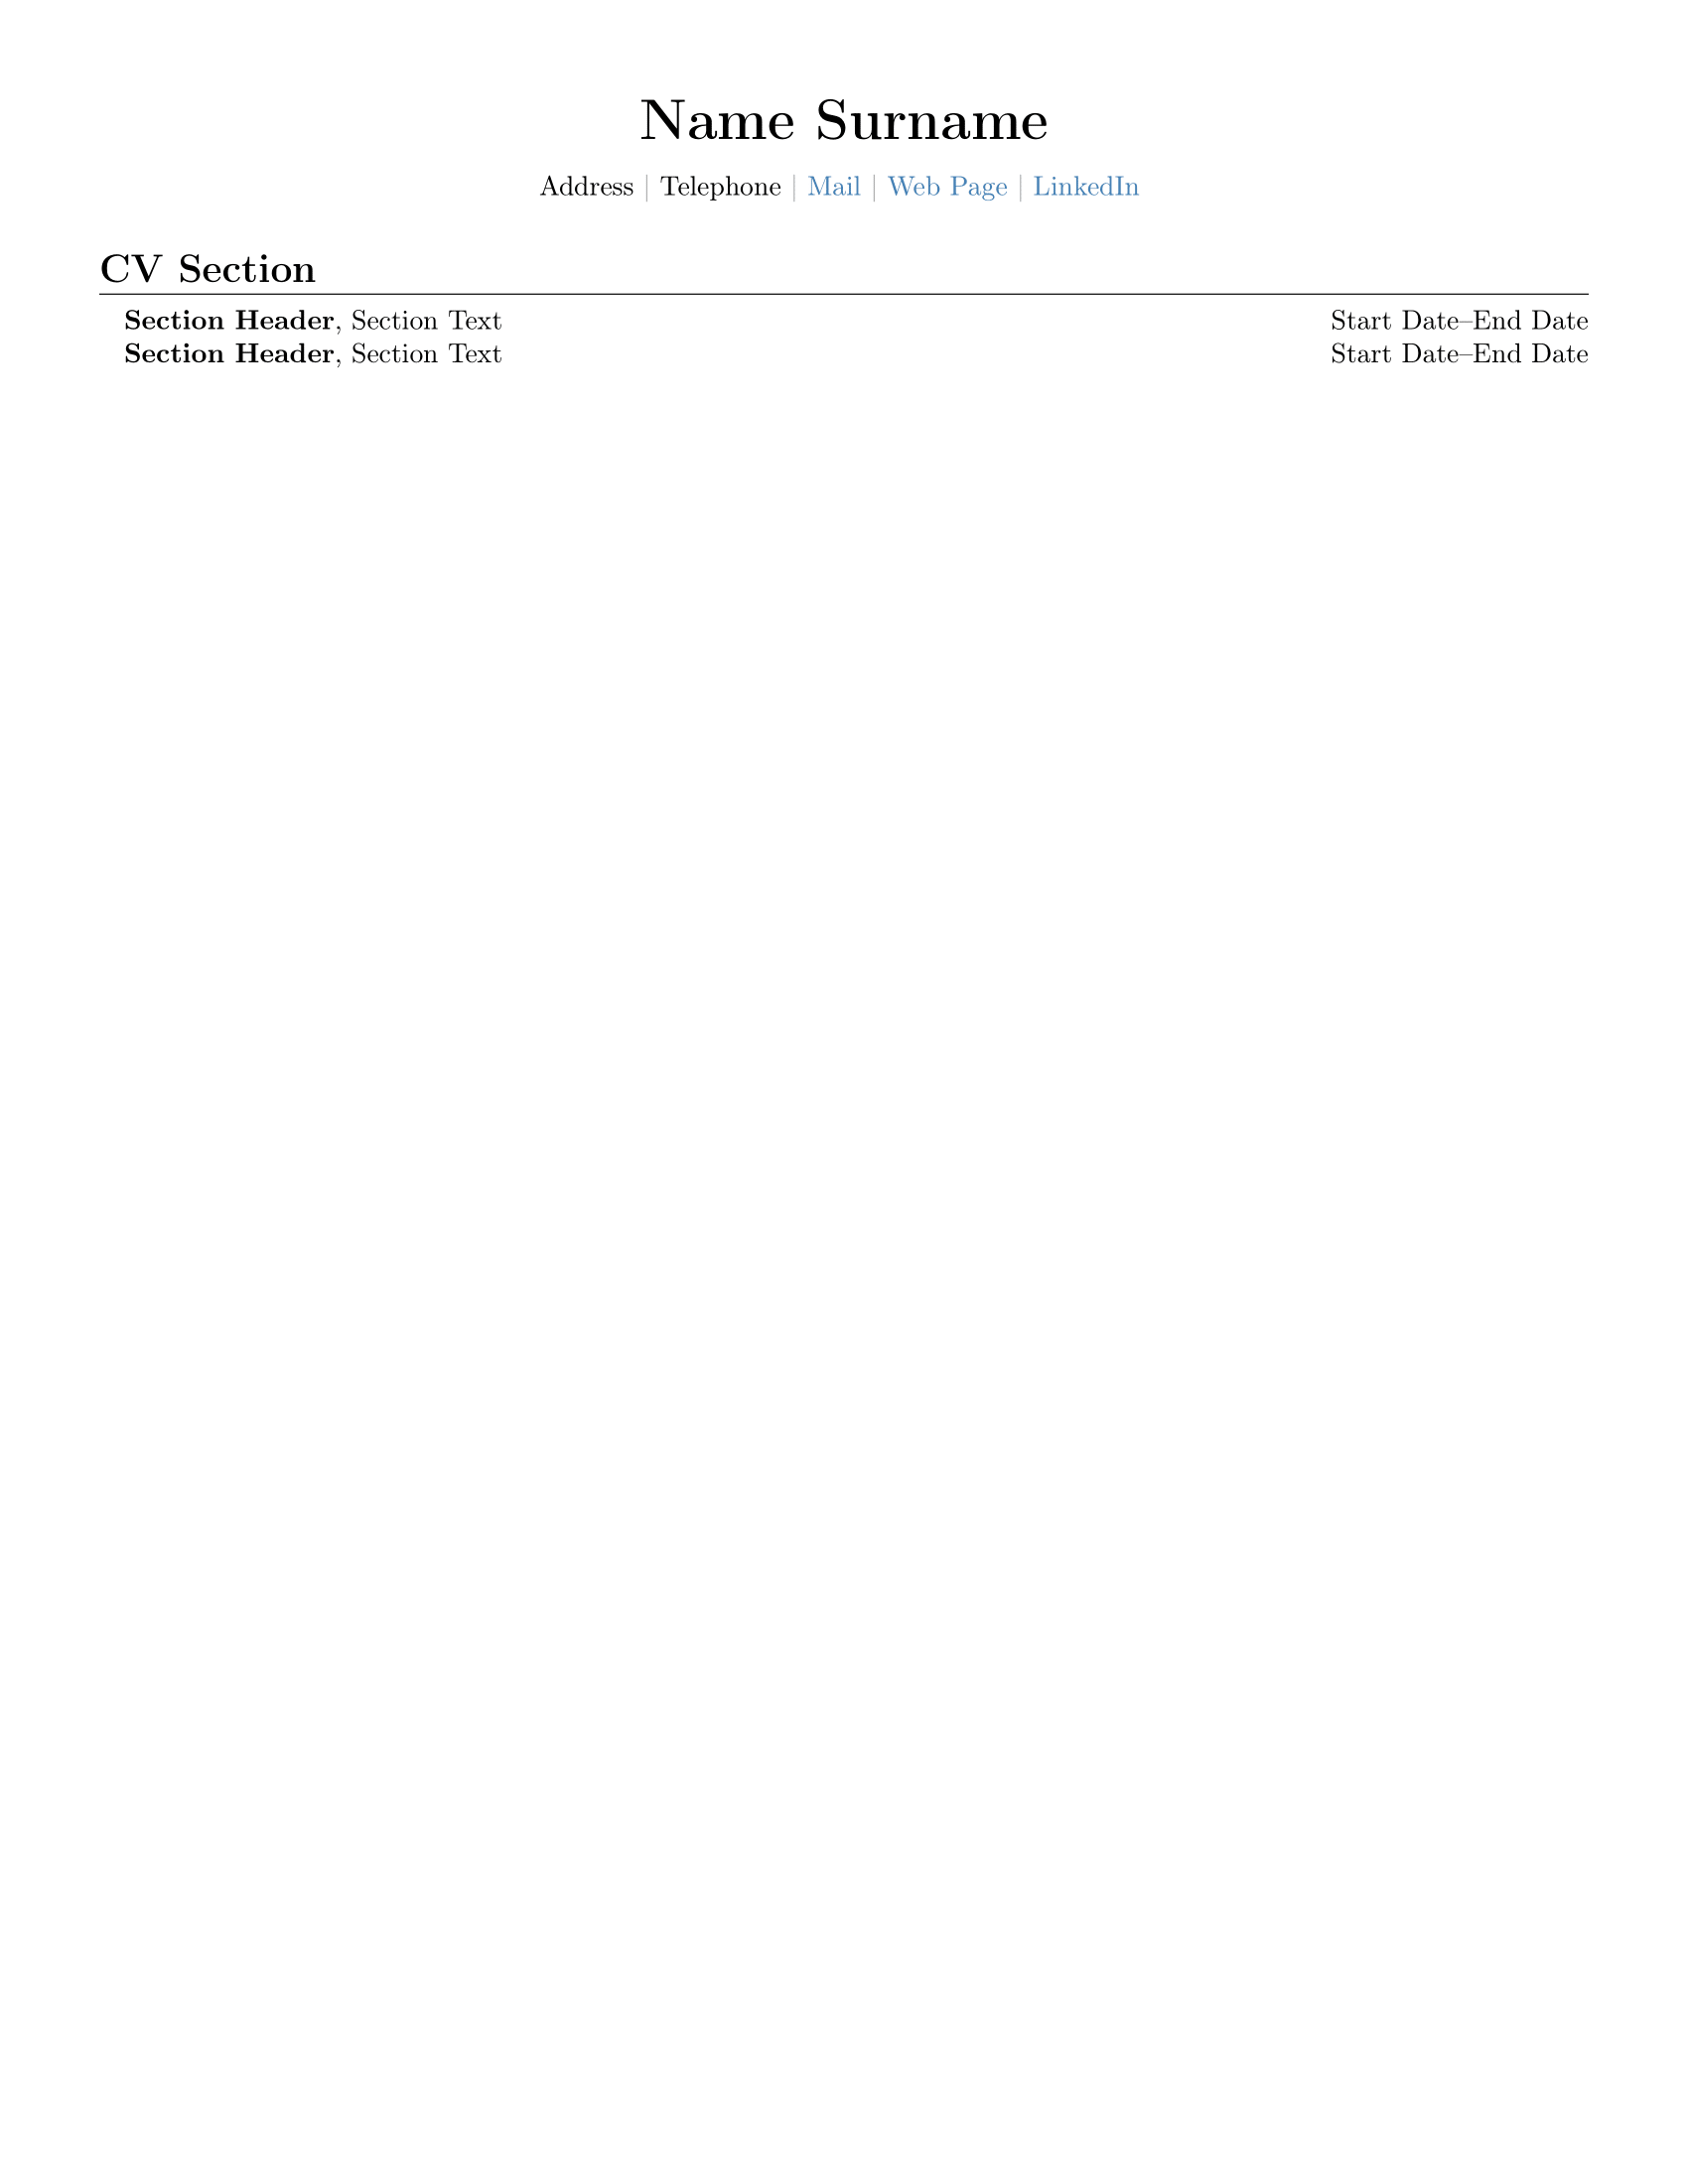 Name Surname
Address | Telephone | Mail | Web Page | LinkedIn
CV Section
Section Header, Section Text Start Date–End Date
Section Header, Section Text Start Date–End Date